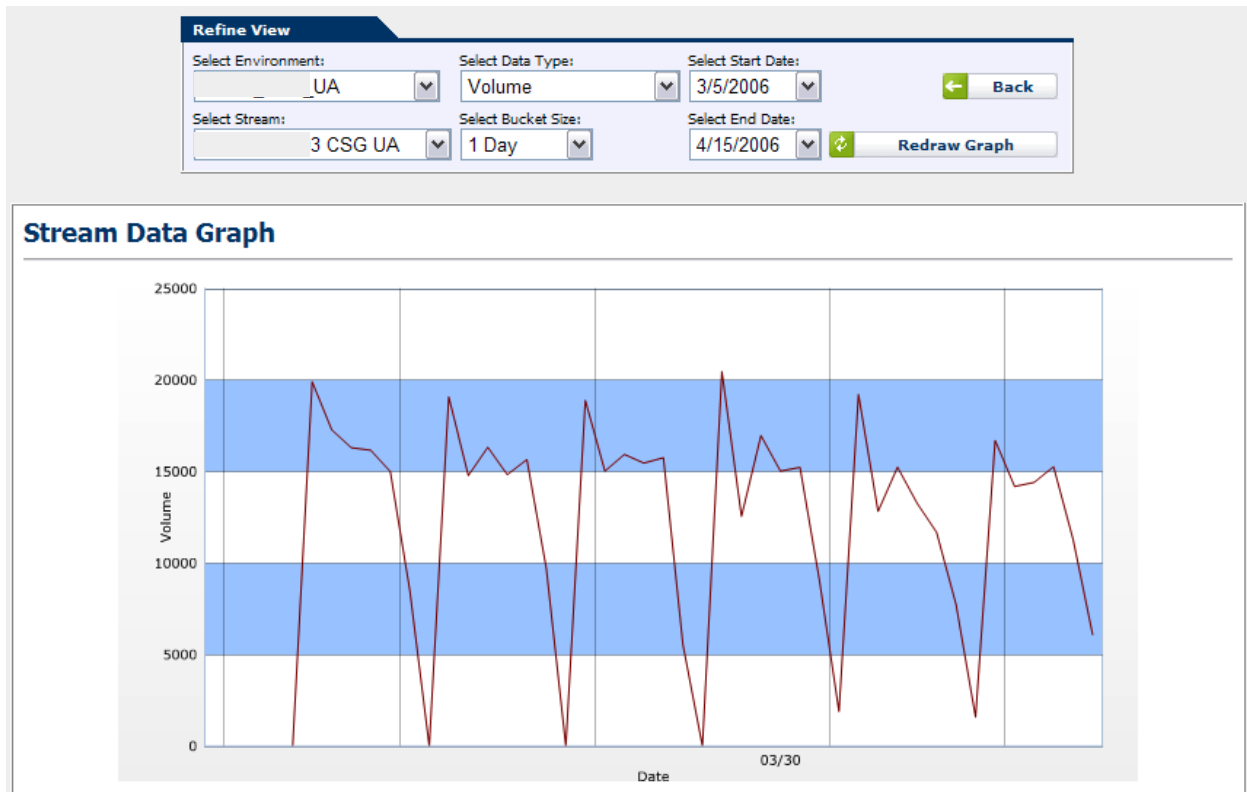 Refine View
Select Environment: Select Data Type: Select Start Date:
_ _UA Volume 3/5/2006 Back
Select Stream: Select Bucket Size: Select End Date:
3 CSG UA 1 Day 4/15/2006 Redraw Graph
Stream Data Graph
25000
20000
15000
Volume
10000
5000
0
03/30
Date